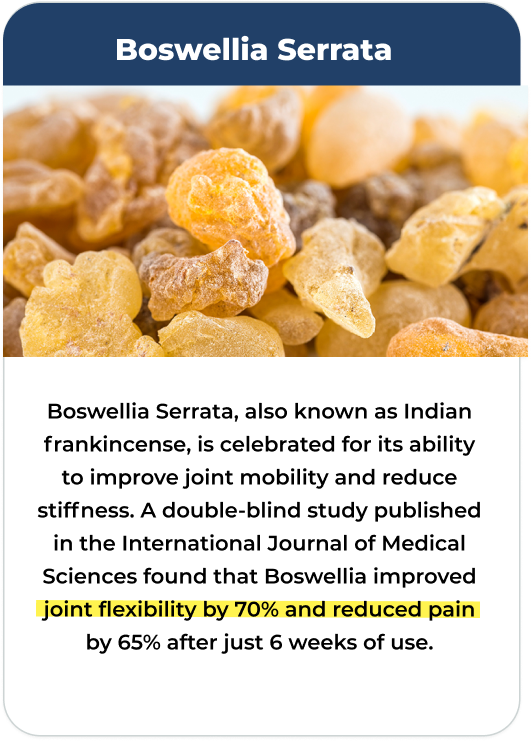 Boswellia Serrata
Boswellia Serrata, also known as Indian
frankincense, is celebrated for its ability
to improve joint mobility and reduce
stiffness. A double-blind study published
in the International Journal of Medical
Sciences found that Boswellia improved
joint flexibility by 70% and reduced pain
by 65% after just 6 weeks of use.